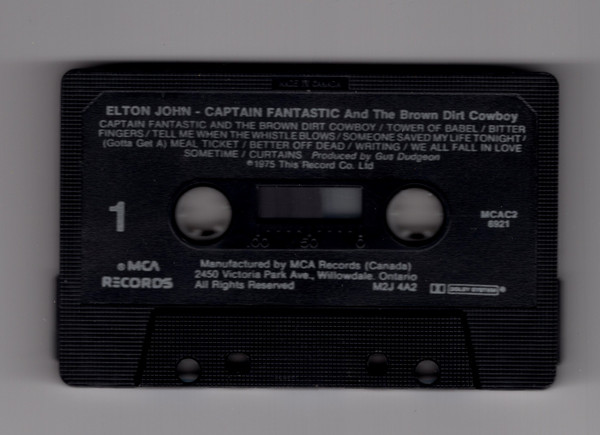 MADE IN CANADA
ELTON JOHN - CAPTAIN FANTASTIC And The Brown Dirt Cowboy
CAPTAIN FANTASTIC AND THE BROWN DIRT COWBOY / TOWER OF BABEL / BITTER
FINGERS / TELL ME WHEN THE WHISTLE BLOWS / SOMEONE SAVED MY LIFE TONIGHT /
(Gotta Get A) MEAL TICKET / BETTER OFF DEAD / WRITING / WE ALL FALL IN LOVE
SOMETIME / CURTAINS Produced by Gus Dudgeon
℗1975 This Record Co. Ltd
1
MCAC2
6921
100 50 0
MCA
RECORDS
Manufactured by MCA Records (Canada)
2450 Victoria Park Ave., Willowdale, Ontario
All Rights Reserved M2J 4A2
DOLBY SYSTEM ®